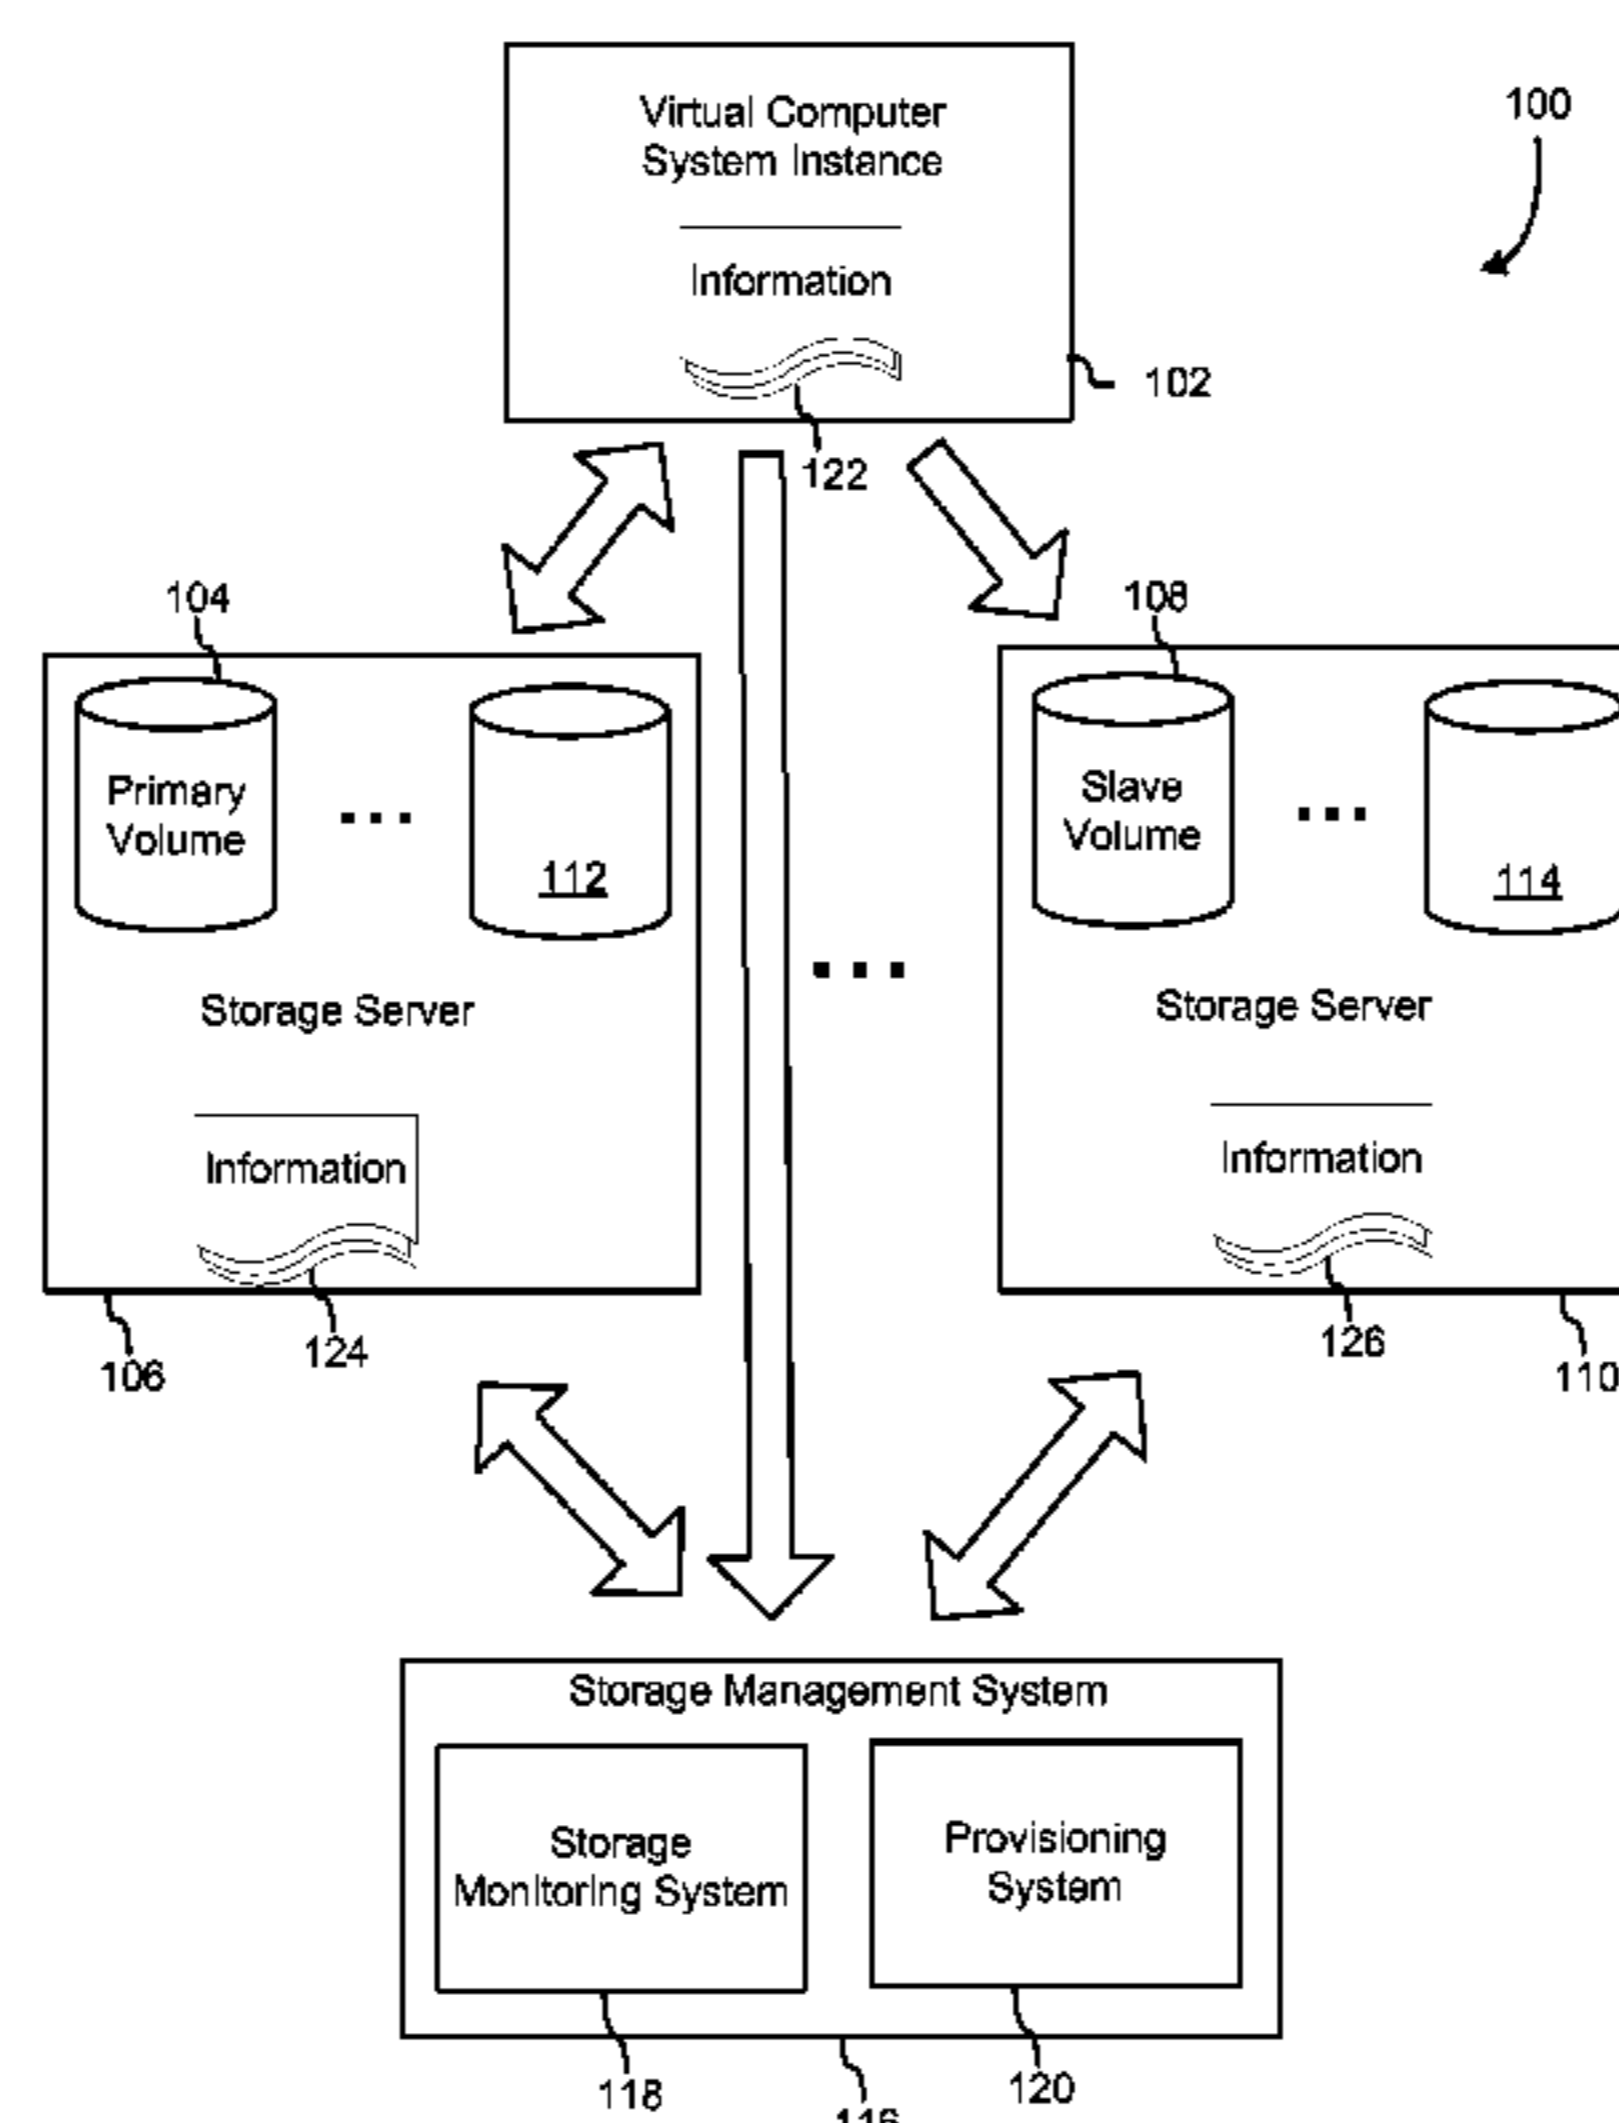 Virtual Computer
System Instance
100
Information
102
122
104
108
Primary
Volume
...
112
Slave
Volume
...
114
...
Storage Server
Storage Server
Information
Information
124
126
106
110
Storage Management System
Storage
Monitoring System
Provisioning
System
118
120